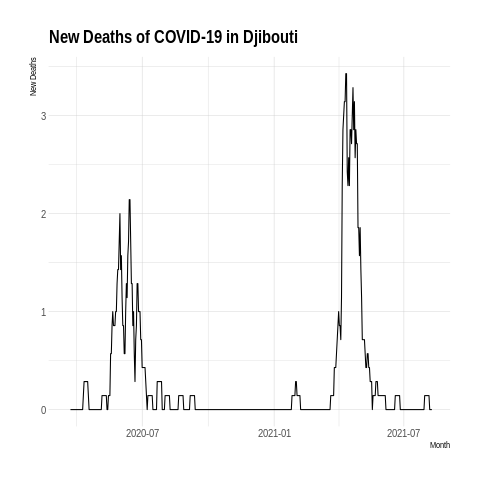 New Deaths of COVID-19 in Djibouti
New Deaths
3
2
1
0
2020-07
2021-01
2021-07
Month